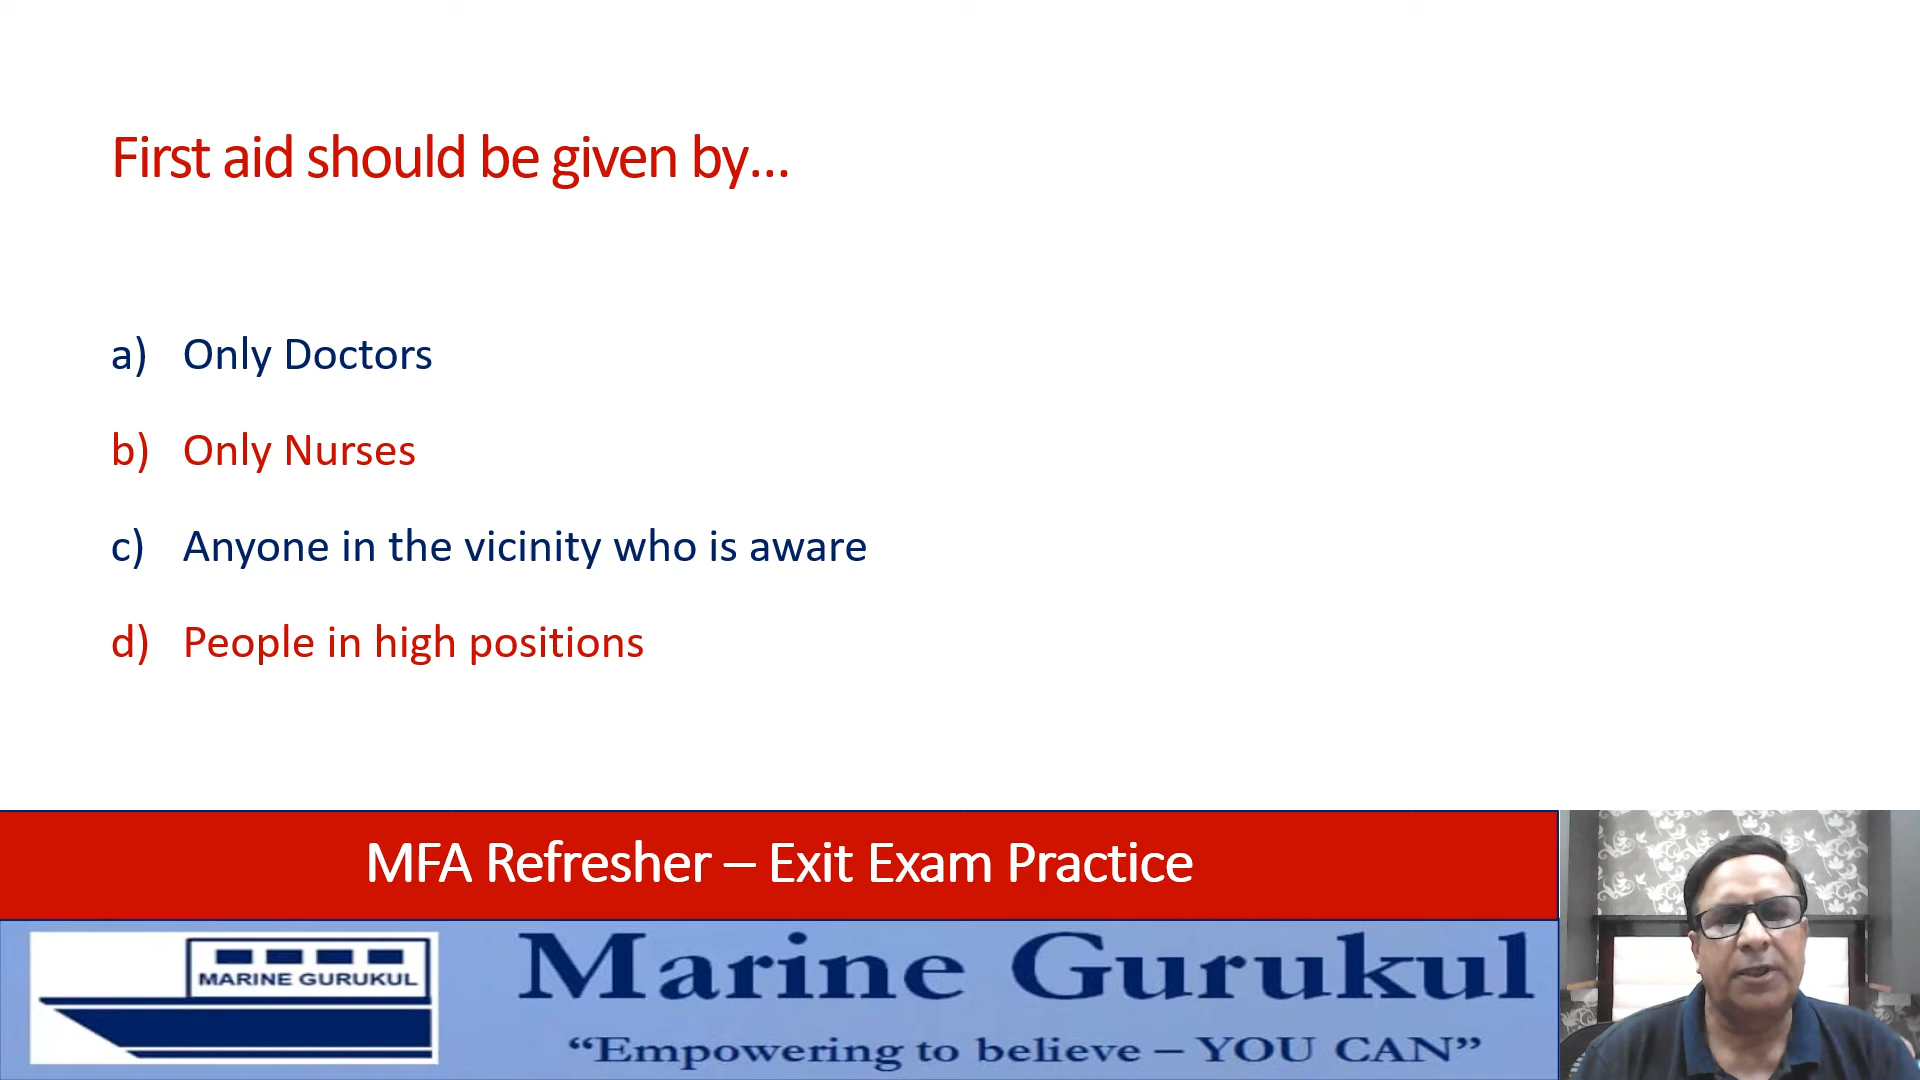 First aid should be given by...
a) Only Doctors
b) Only Nurses
c) Anyone in the vicinity who is aware
d) People in high positions
MFA Refresher – Exit Exam Practice
MARINE GURUKUL
Marine Gurukul
“Empowering to believe – YOU CAN”